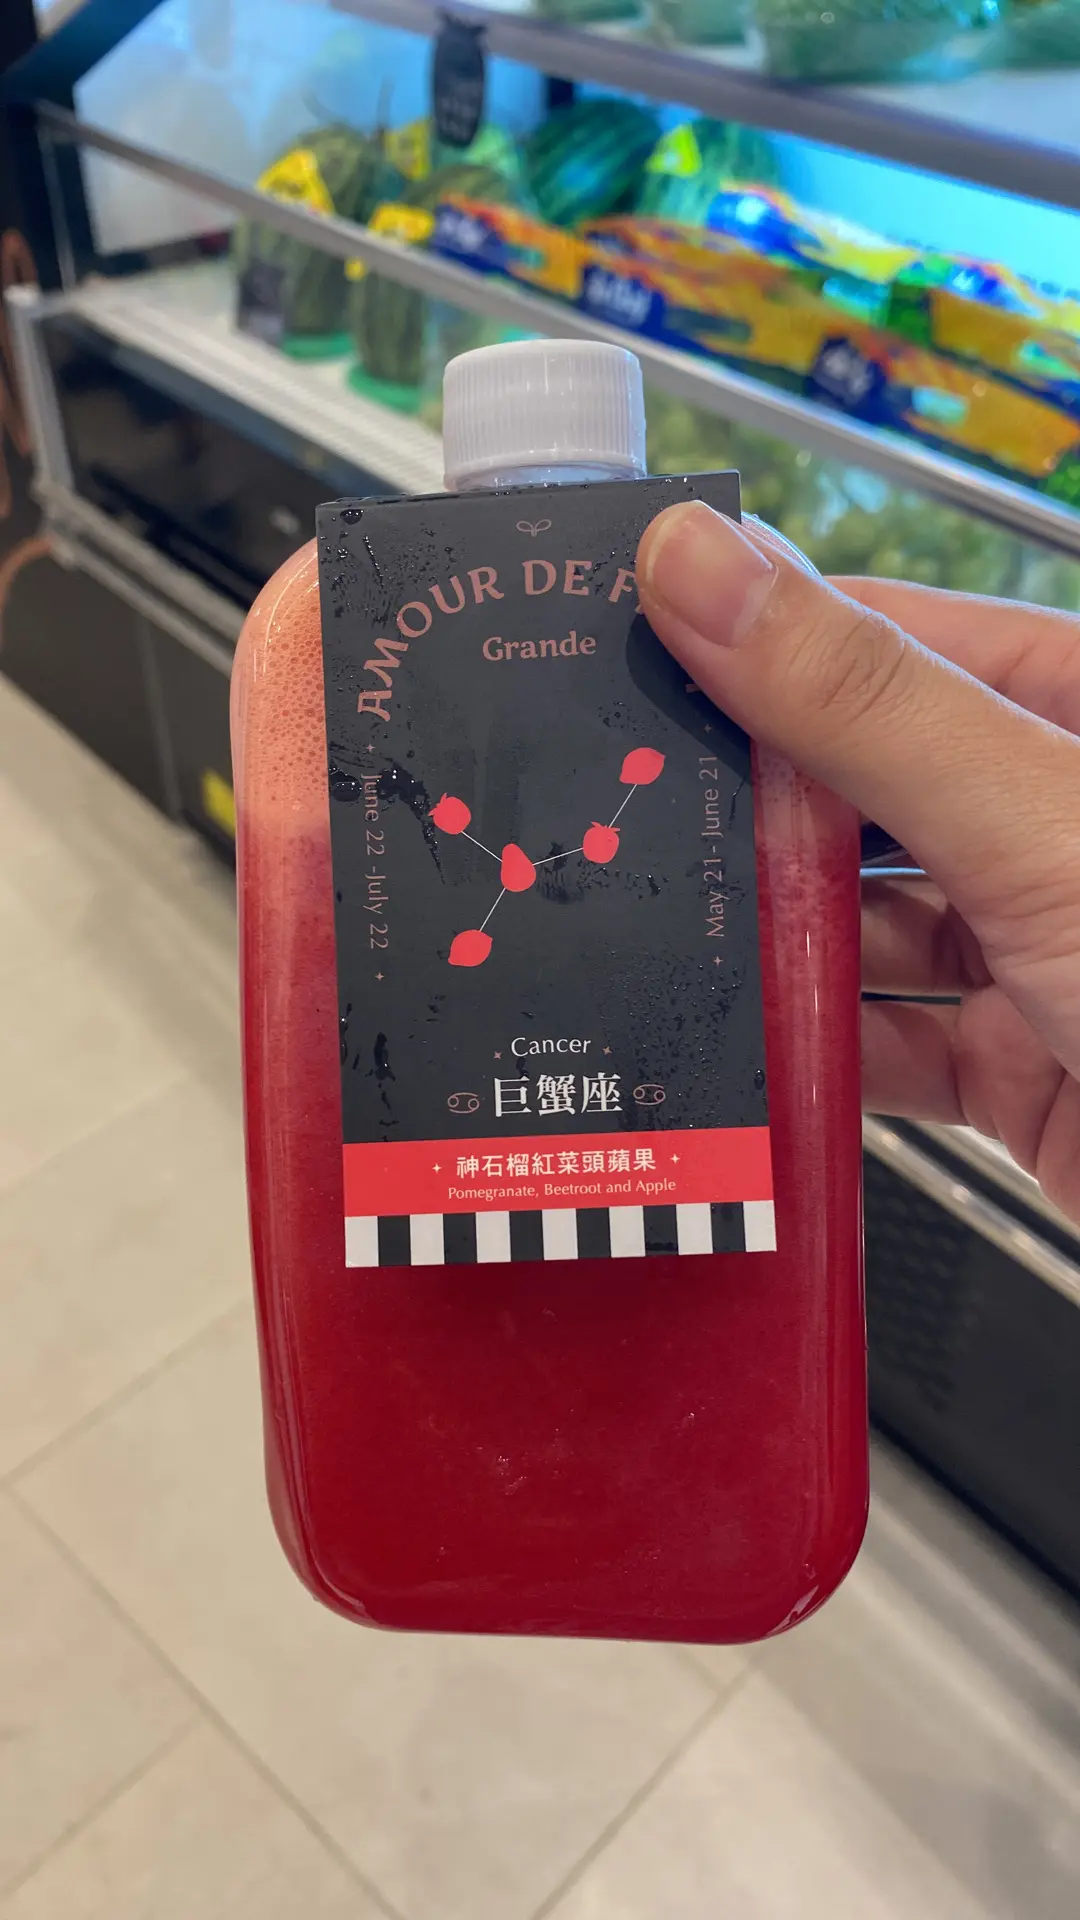 AMOUR DE
Grande
June 22 -July 22
May 21- June 21
Cancer
巨蟹座
神石榴紅菜頭蘋果
Pomegranate, Beetroot and Apple